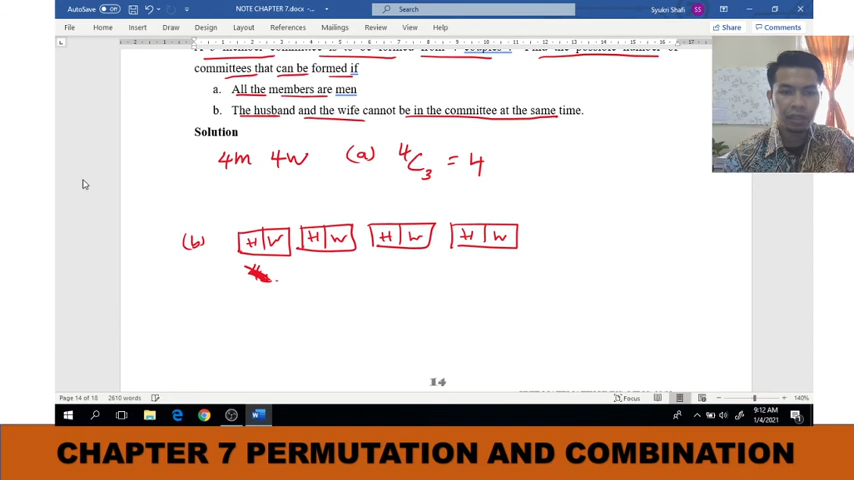 AutoSave Off
NOTE CHAPTER 7.docx - ...
Search
Syukri Shafi
SS
File Home Insert Draw Design Layout References Mailings Review View Help
Share Comments
committees that can be formed if
a. All the members are men
b. The husband and the wife cannot be in the committee at the same time.
Solution
4m 4W (a) ⁴C₃ = 4
(b) H W H W H W H W
14
Page 14 of 18 2610 words
Focus
140%
9:12 AM
1/4/2021
CHAPTER 7 PERMUTATION AND COMBINATION